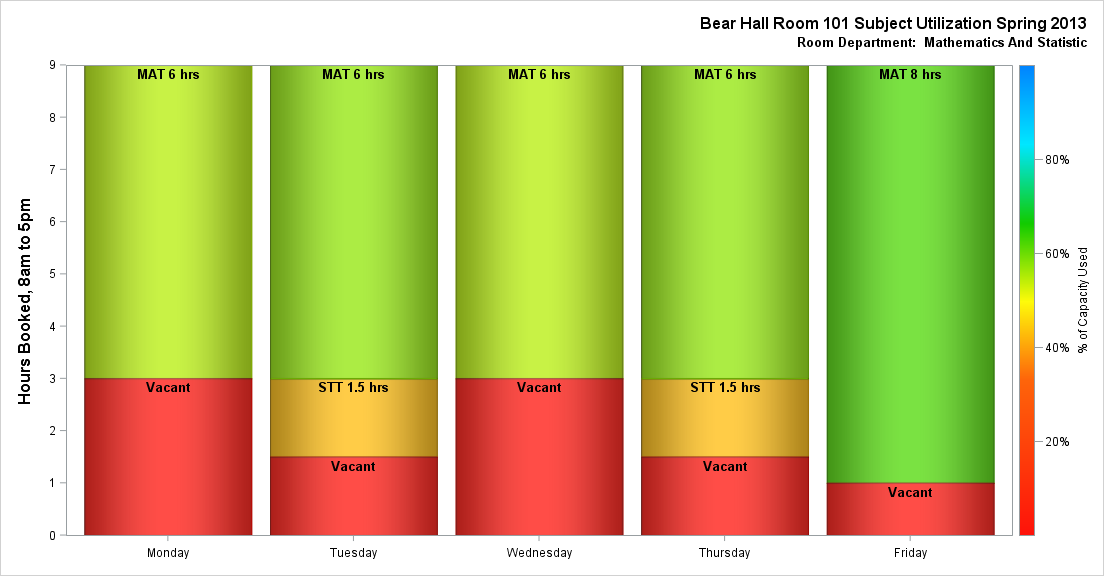 Bear Hall Room 101 Subject Utilization Spring 2013
Room Department:  Mathematics And Statistic
Hours Booked, 8am to 5pm
9
8
7
6
5
4
3
2
1
0
MAT 6 hrs
Vacant
MAT 6 hrs
STT 1.5 hrs
Vacant
MAT 6 hrs
Vacant
MAT 6 hrs
STT 1.5 hrs
Vacant
MAT 8 hrs
Vacant
Monday
Tuesday
Wednesday
Thursday
Friday
80%
60%
40%
20%
% of Capacity Used